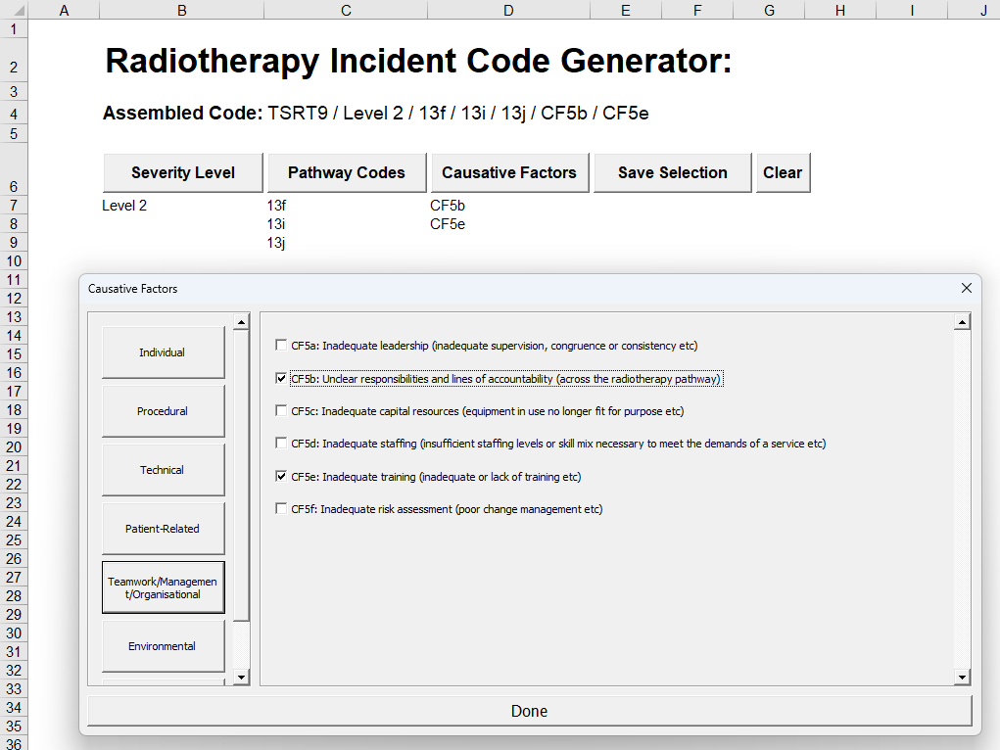 A B C D E F G H I J
1
2 Radiotherapy Incident Code Generator:
3
4 Assembled Code: TSRT9 / Level 2 / 13f / 13i / 13j / CF5b / CF5e
5
6 Severity Level Pathway Codes Causative Factors Save Selection Clear
7 Level 2 13f CF5b
8 13i CF5e
9 13j
10
11
Causative Factors
12
13
14
15
16
17
18
19
20
21
22
23
24
25
26
27
28
29
30
31
32
33
34
35
36
Individual
Procedural
Technical
Patient-Related
Teamwork/Managemen
t/Organisational
Environmental
CF5a: Inadequate leadership (inadequate supervision, congruence or consistency etc)
CF5b: Unclear responsibilities and lines of accountability (across the radiotherapy pathway)
CF5c: Inadequate capital resources (equipment in use no longer fit for purpose etc)
CF5d: Inadequate staffing (insufficient staffing levels or skill mix necessary to meet the demands of a service etc)
CF5e: Inadequate training (inadequate or lack of training etc)
CF5f: Inadequate risk assessment (poor change management etc)
Done